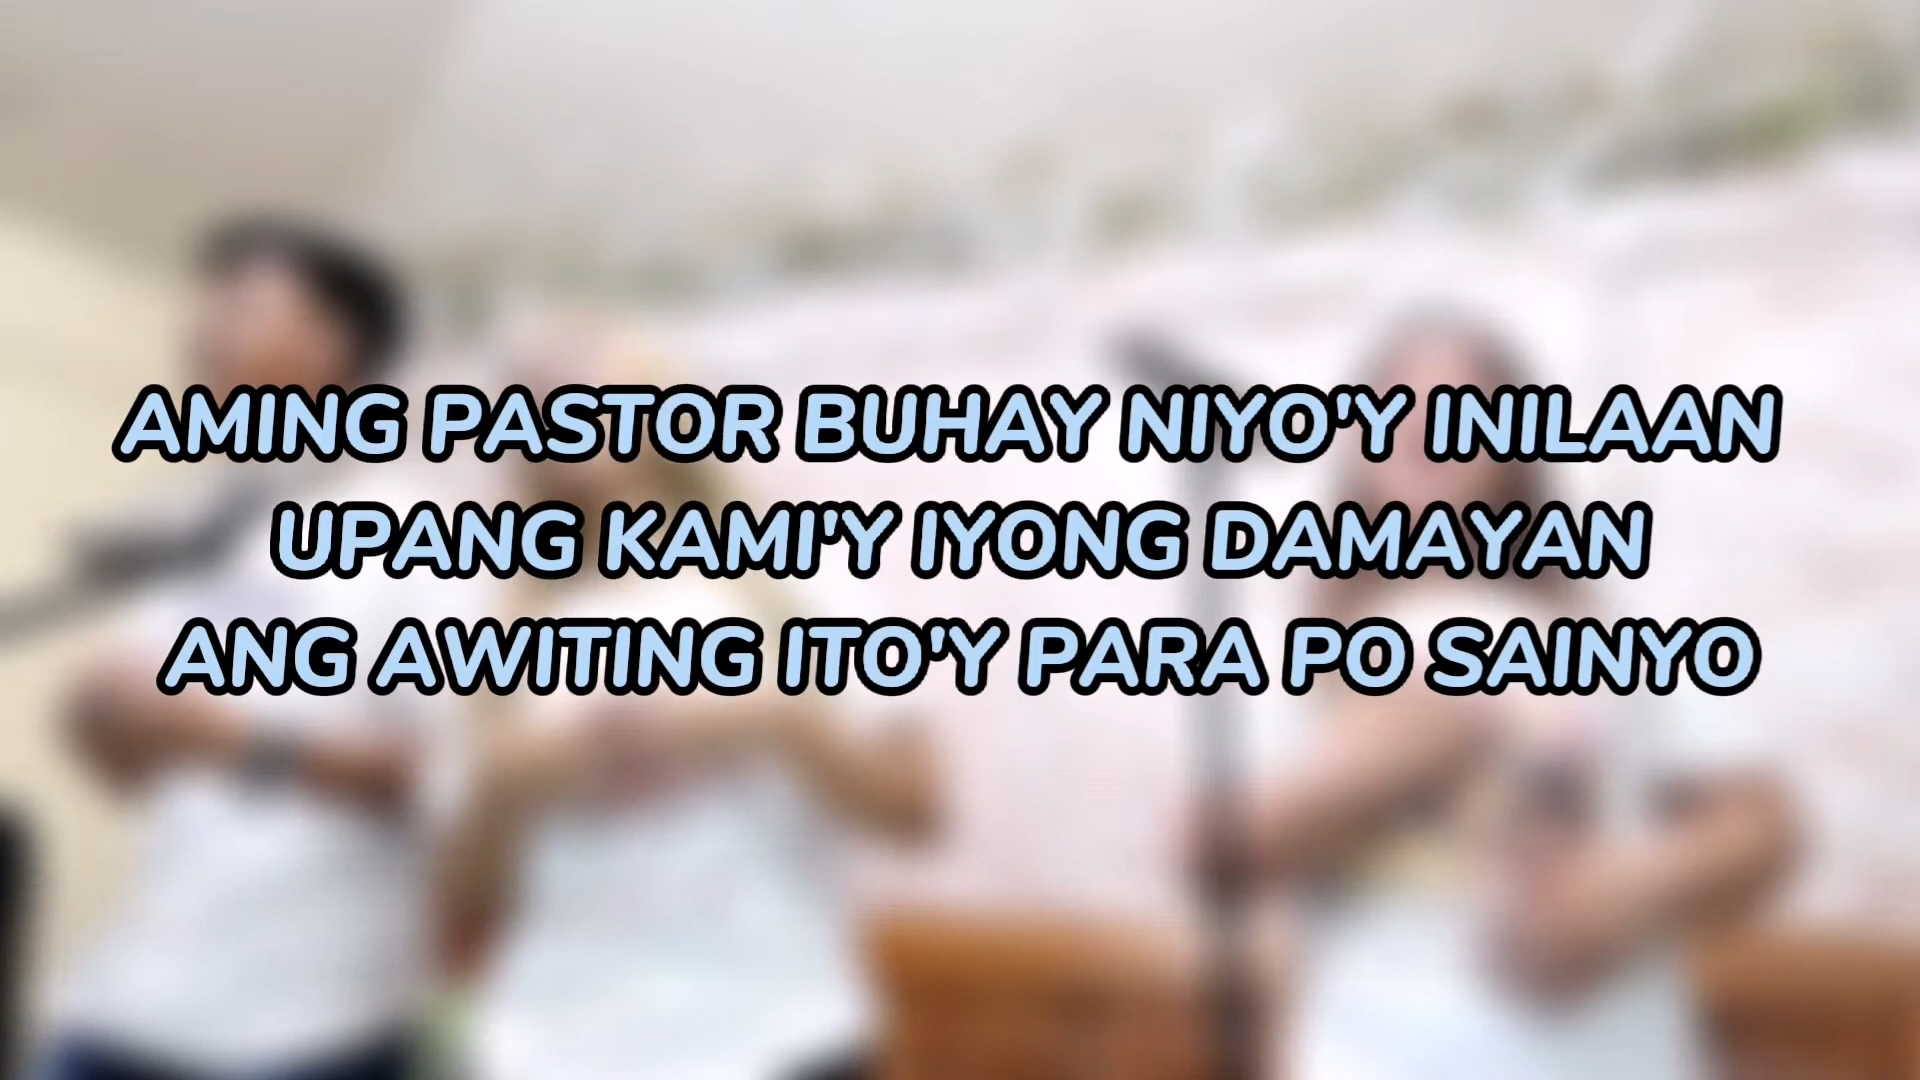 AMING PASTOR BUHAY NIYO'Y INILAAN
UPANG KAMI'Y IYONG DAMAYAN
ANG AWITING ITO'Y PARA PO SAINYO